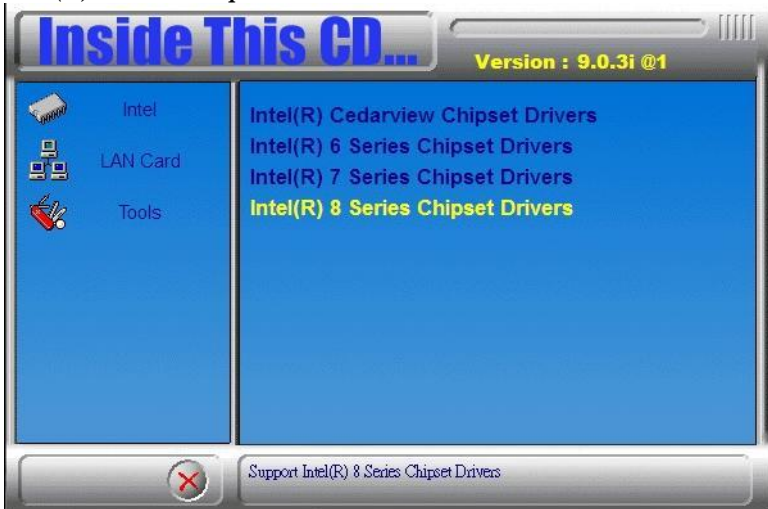 Inside This CD...
Version : 9.0.3i @1
Intel
LAN Card
Tools
Intel(R) Cedarview Chipset Drivers
Intel(R) 6 Series Chipset Drivers
Intel(R) 7 Series Chipset Drivers
Intel(R) 8 Series Chipset Drivers
Support Intel(R) 8 Series Chipset Drivers